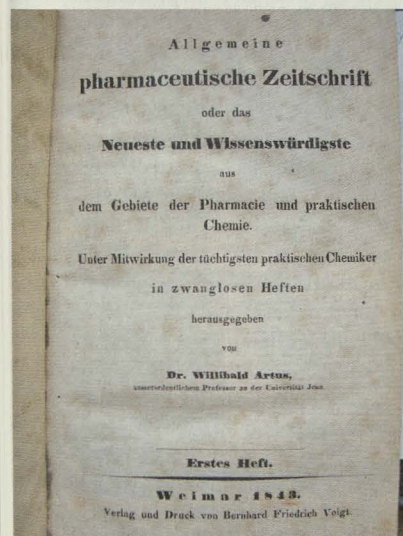 Allgemeine
pharmaceutische Zeitschrift
oder das
Neueste und Wissenswürdigste
aus
dem Gebiete der Pharmacie und praktischen
Chemie.
Unter Mitwirkung der tüchtigsten praktischen Chemiker
in zwanglosen Heften
herausgegeben
von
Dr. Willibald Artus,
ausserordentlichem Professor an der Universität Jena.
Erstes Heft.
Weimar 1843.
Verlag und Druck von Bernhard Friedrich Voigt.